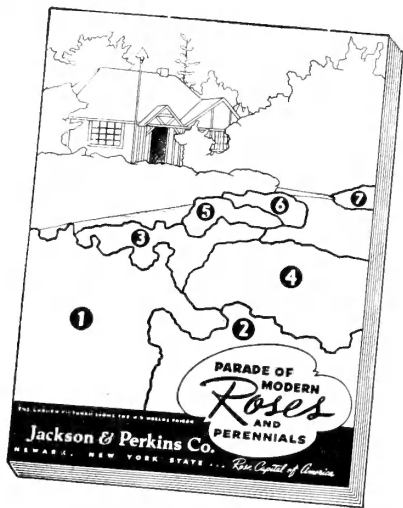 7
6
5
3
4
1
2
PARADE OF
MODERN
Roses
AND
PERENNIALS
Jackson & Perkins Co.
NEWARK, NEW YORK STATE ... Rose Capital of America